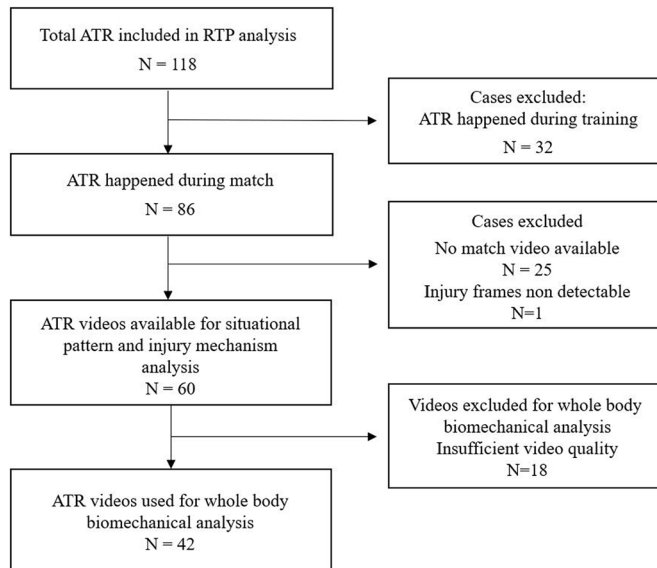 Total ATR included in RTP analysis
N = 118
Cases excluded:
ATR happened during training
N = 32
ATR happened during match
N = 86
Cases excluded
No match video available
N = 25
Injury frames non detectable
N=1
ATR videos available for situational
pattern and injury mechanism
analysis
N = 60
Videos excluded for whole body
biomechanical analysis
Insufficient video quality
N=18
ATR videos used for whole body
biomechanical analysis
N = 42